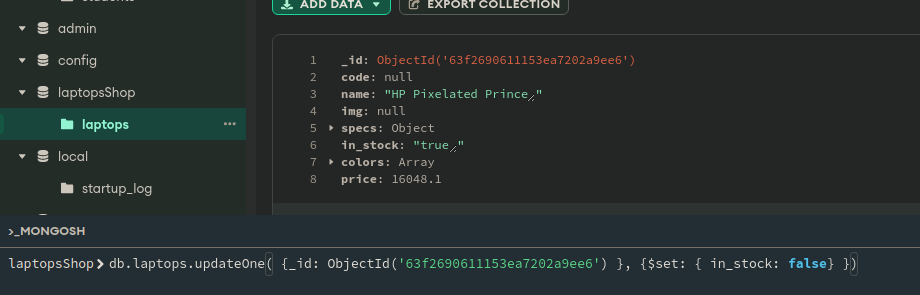 students
ADD DATA
EXPORT COLLECTION
admin
config
laptopsShop
laptops
local
startup_log
1 _id: ObjectId('63f2690611153ea7202a9ee6')
2 code: null
3 name: "HP Pixelated Prince"
4 img: null
5 specs: Object
6 in_stock: "true"
7 colors: Array
8 price: 16048.1
>_MONGOSH
laptopsShop> db.laptops.updateOne( {_id: ObjectId('63f2690611153ea7202a9ee6') }, {$set: { in_stock: false} })